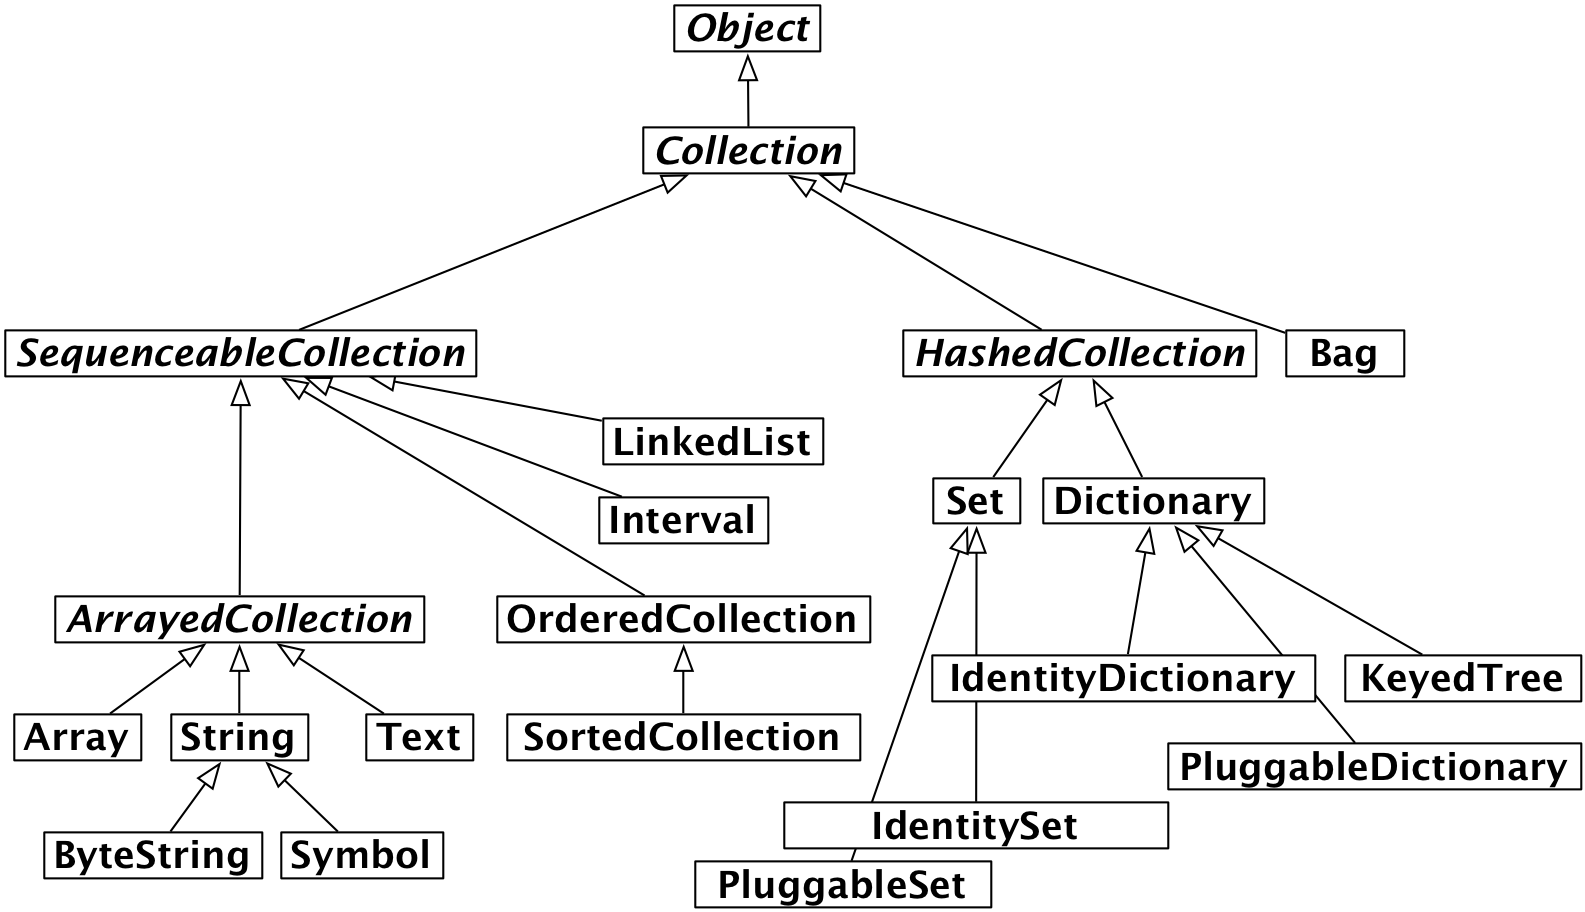 Object
Collection
SequenceableCollection
HashedCollection
Bag
LinkedList
Set
Dictionary
Interval
ArrayedCollection
OrderedCollection
IdentityDictionary
KeyedTree
Array
String
Text
SortedCollection
PluggableDictionary
IdentitySet
ByteString
Symbol
PluggableSet